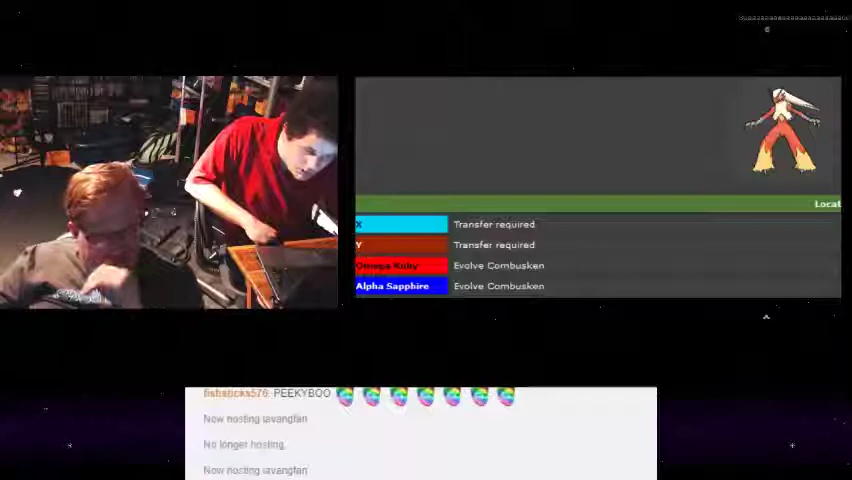 Locat
X Transfer required
Y Transfer required
Omega Ruby Evolve Combusken
Alpha Sapphire Evolve Combusken
fishsticks576: PEEKYBOO
Now hosting
No longer hosting.
Now hosting